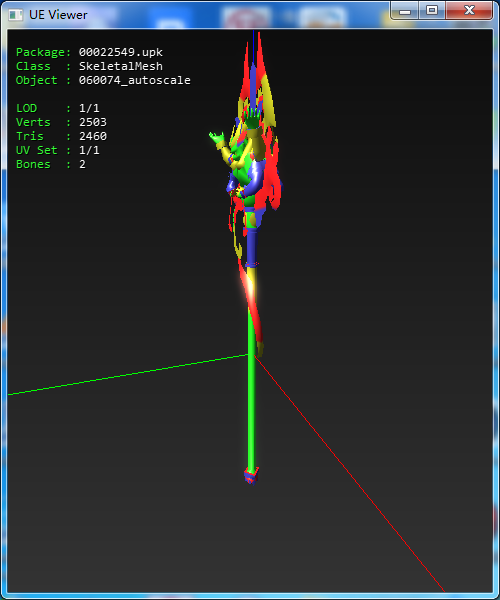 UE Viewer
Package: 00022549.upk
Class  : SkeletalMesh
Object : 060074_autoscale
LOD    : 1/1
Verts  : 2503
Tris   : 2460
UV Set : 1/1
Bones  : 2